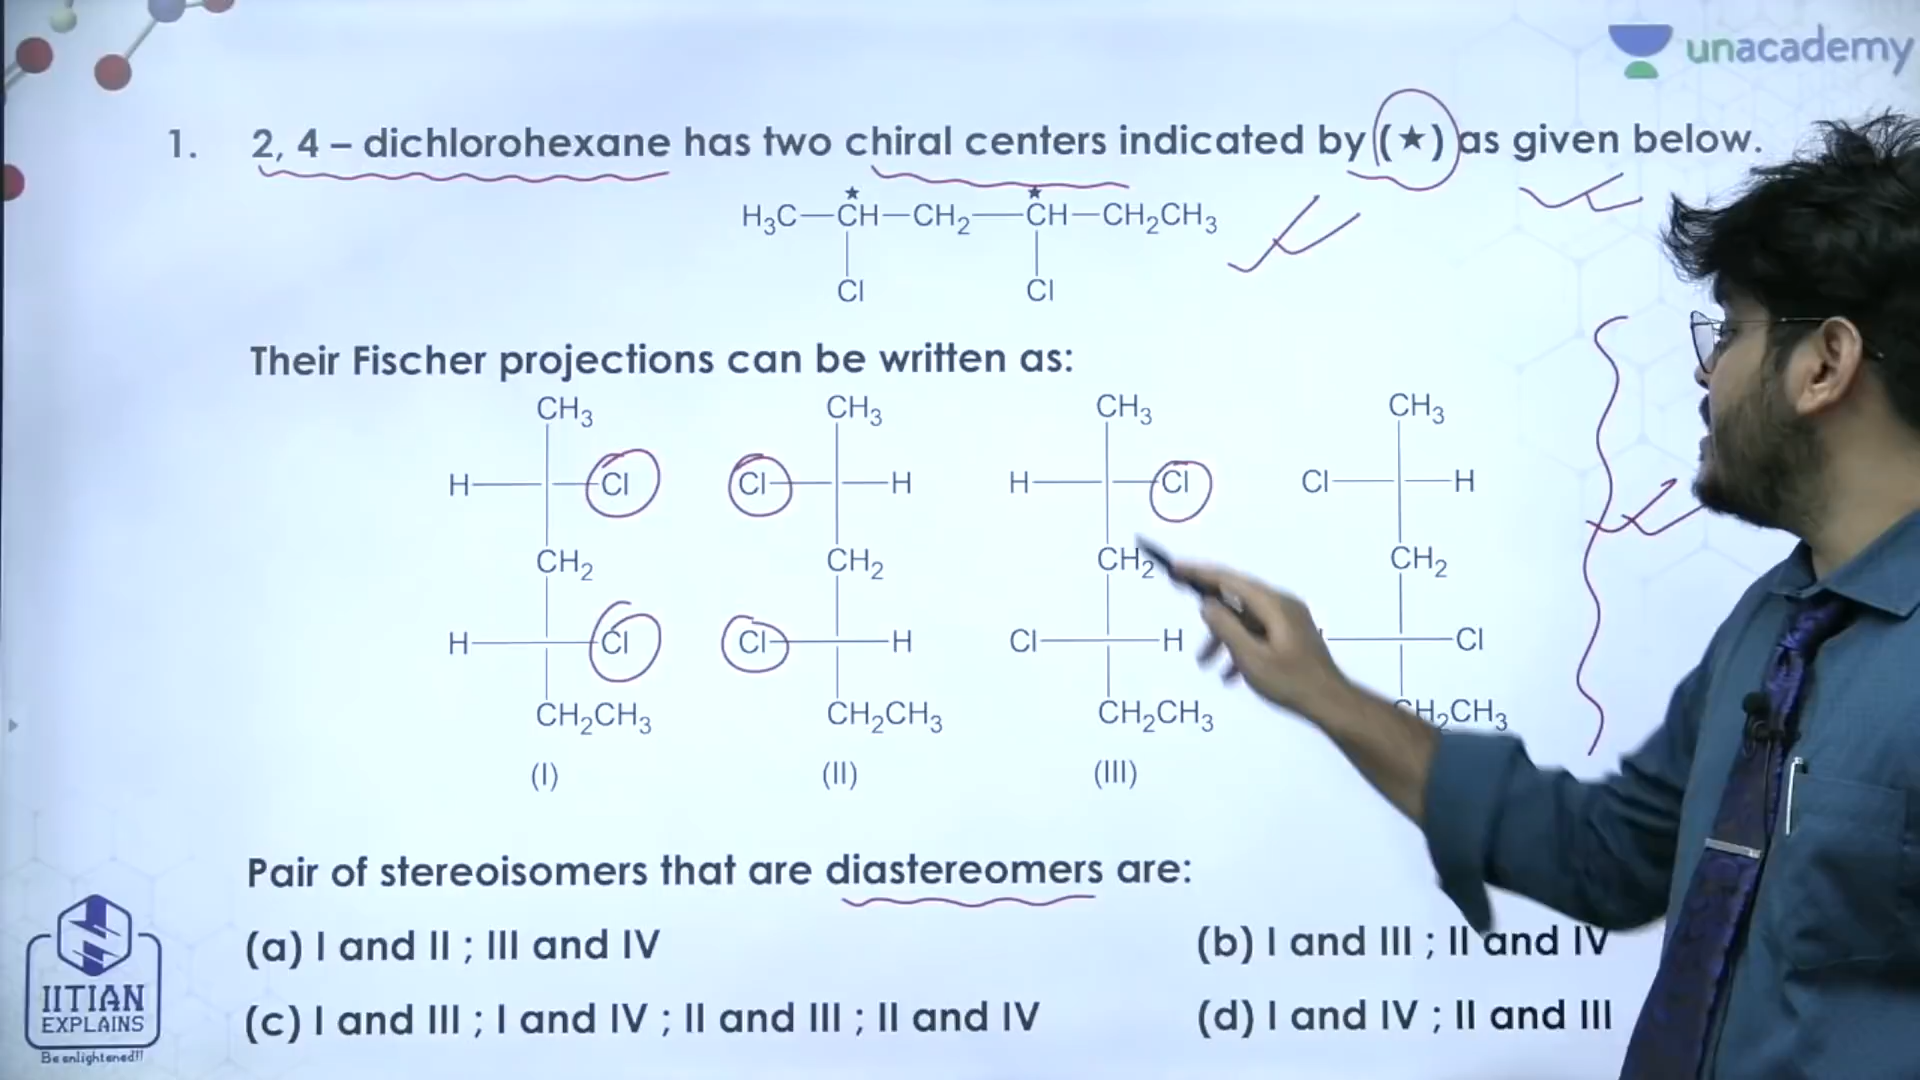 unacademy
1. 2, 4 – dichlorohexane has two chiral centers indicated by (★) as given below.
★ ★
H₃C—CH—CH₂—CH—CH₂CH₃
Cl Cl
Their Fischer projections can be written as:
CH₃ CH₃ CH₃ CH₃
H Cl Cl H H Cl Cl H
CH₂ CH₂ CH₂ CH₂
H Cl Cl H Cl H Cl
CH₂CH₃ CH₂CH₃ CH₂CH₃ CH₂CH₃
(I) (II) (III)
Pair of stereoisomers that are diastereomers are:
(a) I and II ; III and IV (b) I and III ; II and IV
(c) I and III ; I and IV ; II and III ; II and IV (d) I and IV ; II and III
IITIAN
EXPLAINS
Be enlightened!!